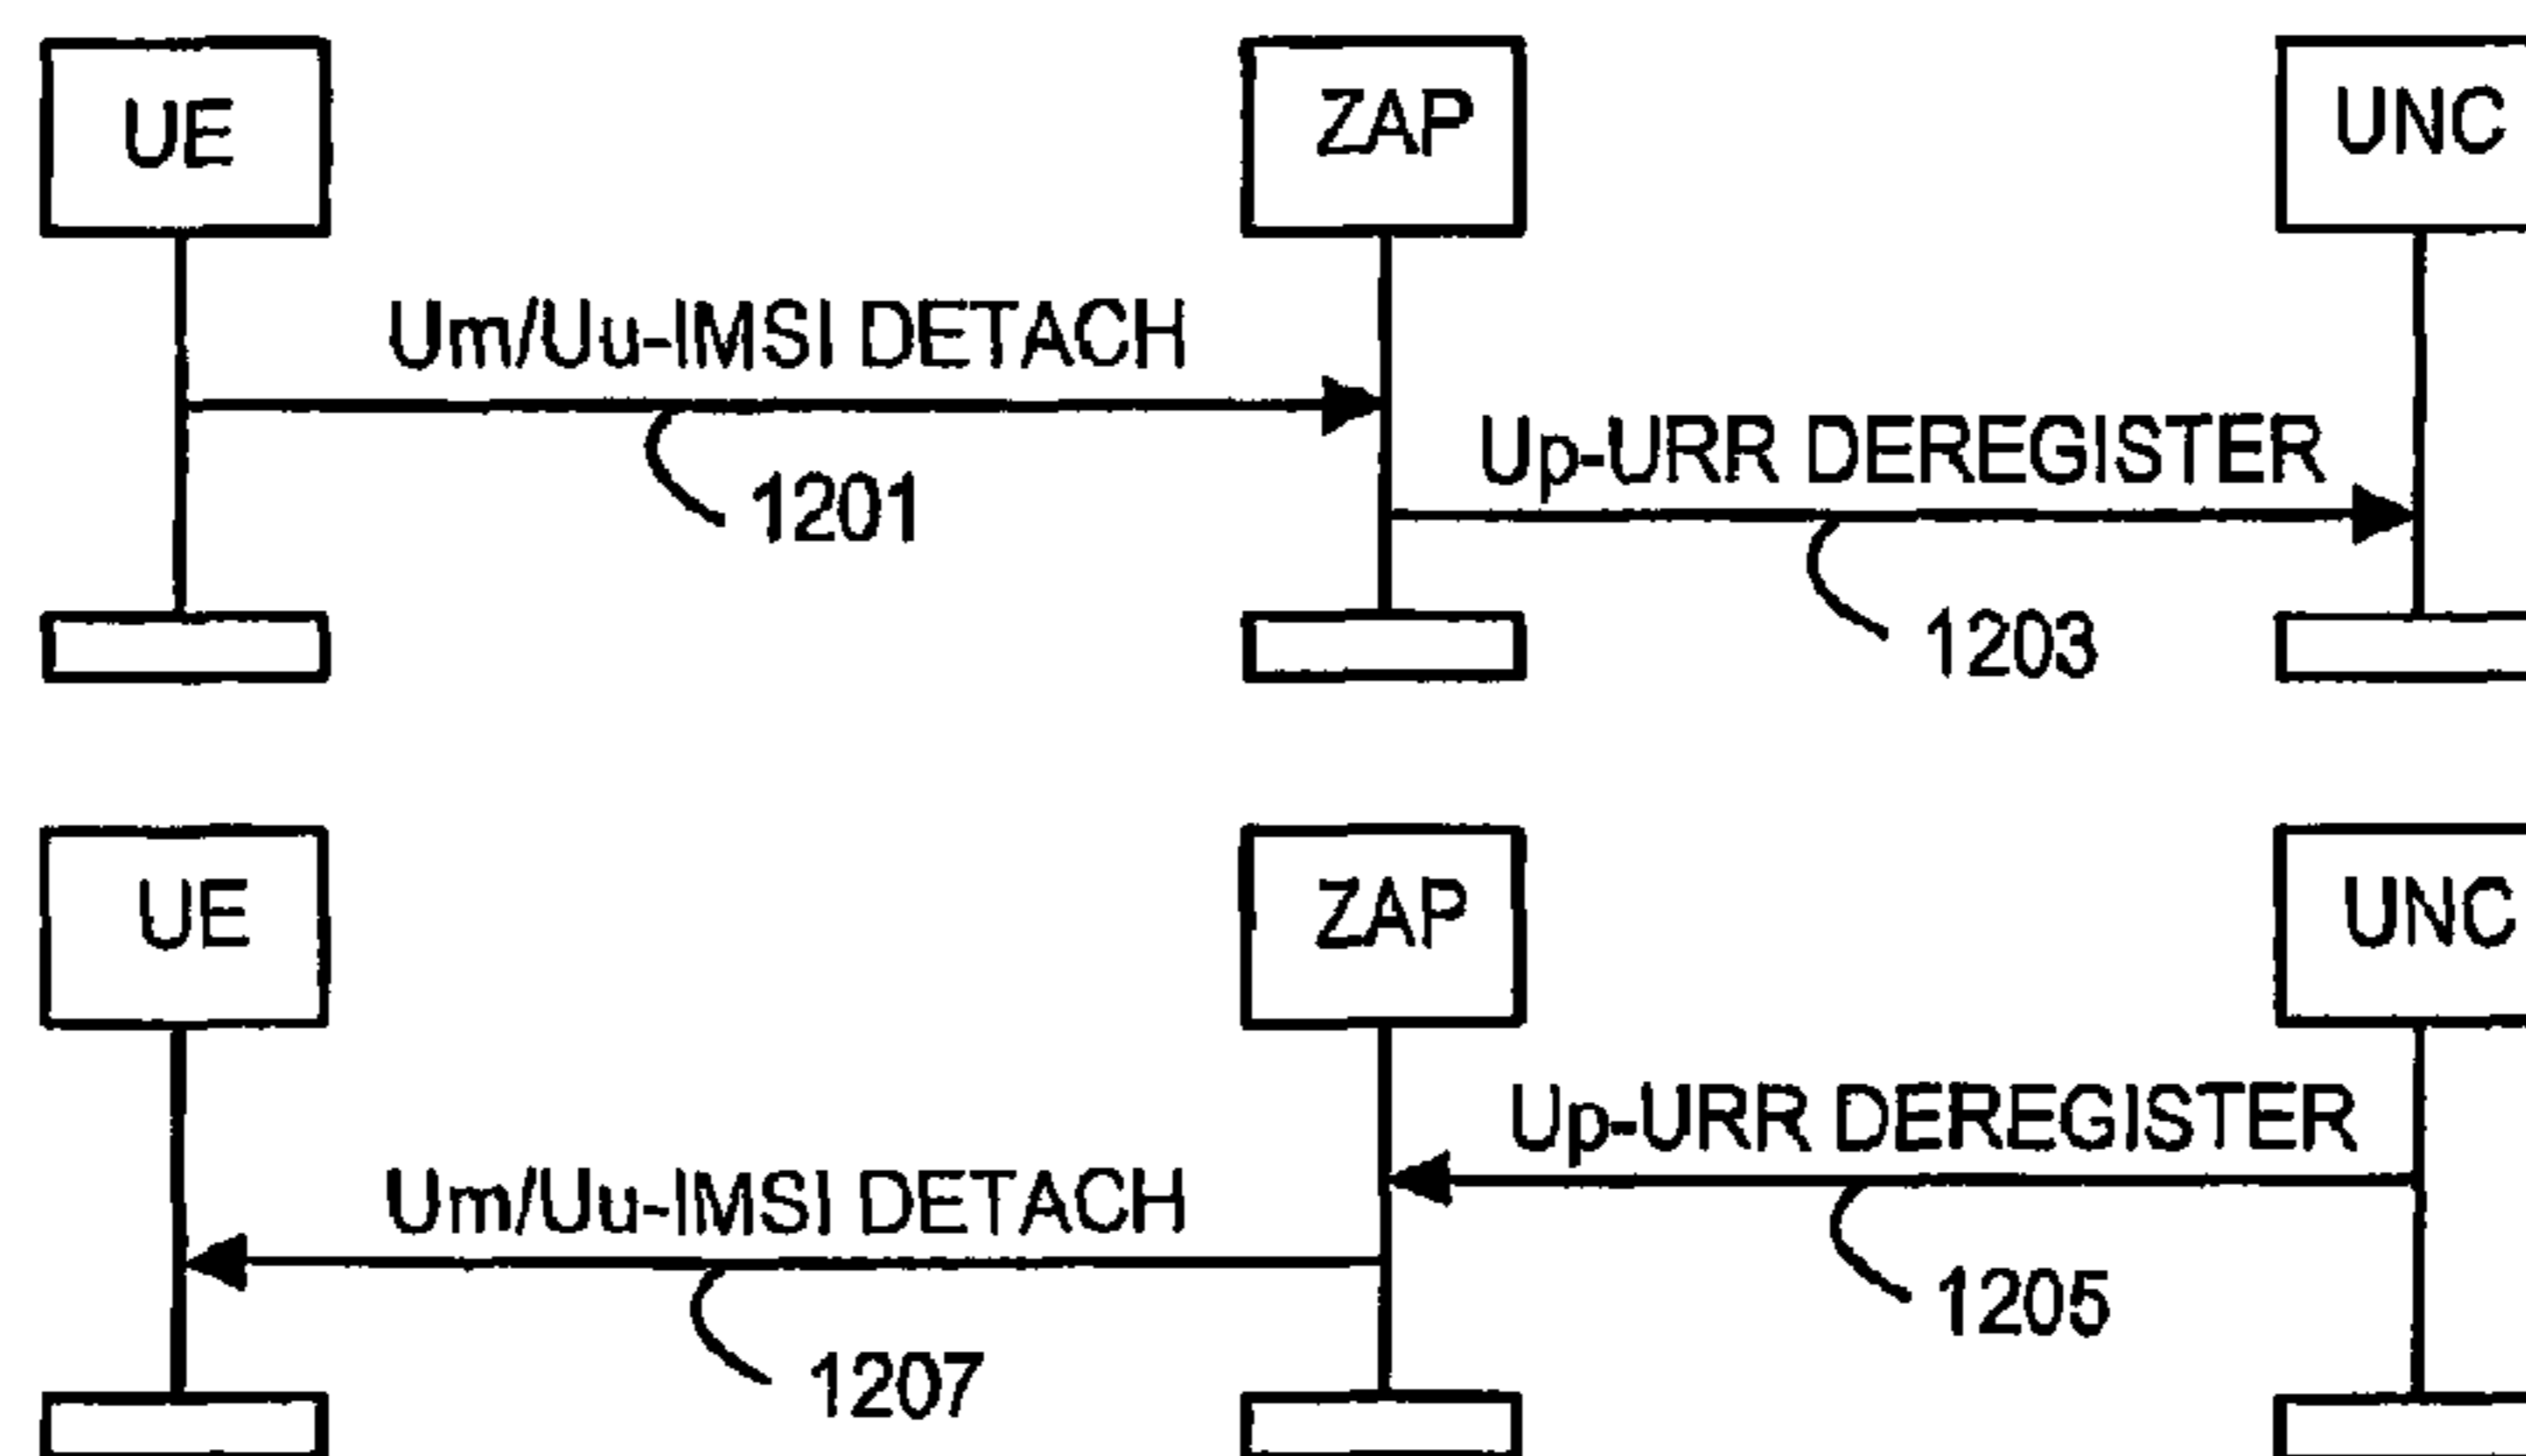 UE ZAP UNC
Um/Uu-IMSI DETACH
Up-URR DEREGISTER
1201
1203
UE ZAP UNC
Up-URR DEREGISTER
Um/Uu-IMSI DETACH
1205
1207